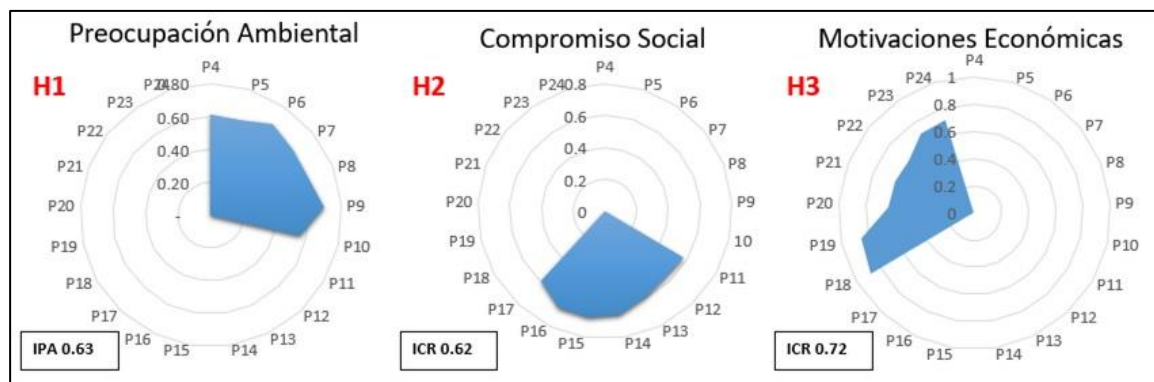 Preocupación Ambiental
H1
P4
P5
P6
P7
P8
P9
P10
P11
P12
P13
P14
P15
P16
P17
P18
P19
P20
P21
P22
P23
P24
0.80
0.60
0.40
0.20
-
IPA 0.63
Compromiso Social
H2
P4
P5
P6
P7
P8
P9
10
P11
P12
P13
P14
P15
P16
P17
P18
P19
P20
P21
P22
P23
P24
0.8
0.6
0.4
0.2
0
ICR 0.62
Motivaciones Económicas
H3
P4
P5
P6
P7
P8
P9
P10
P11
P12
P13
P14
P15
P16
P17
P18
P19
P20
P21
P22
P23
P24
1
0.8
0.6
0.4
0.2
0
ICR 0.72